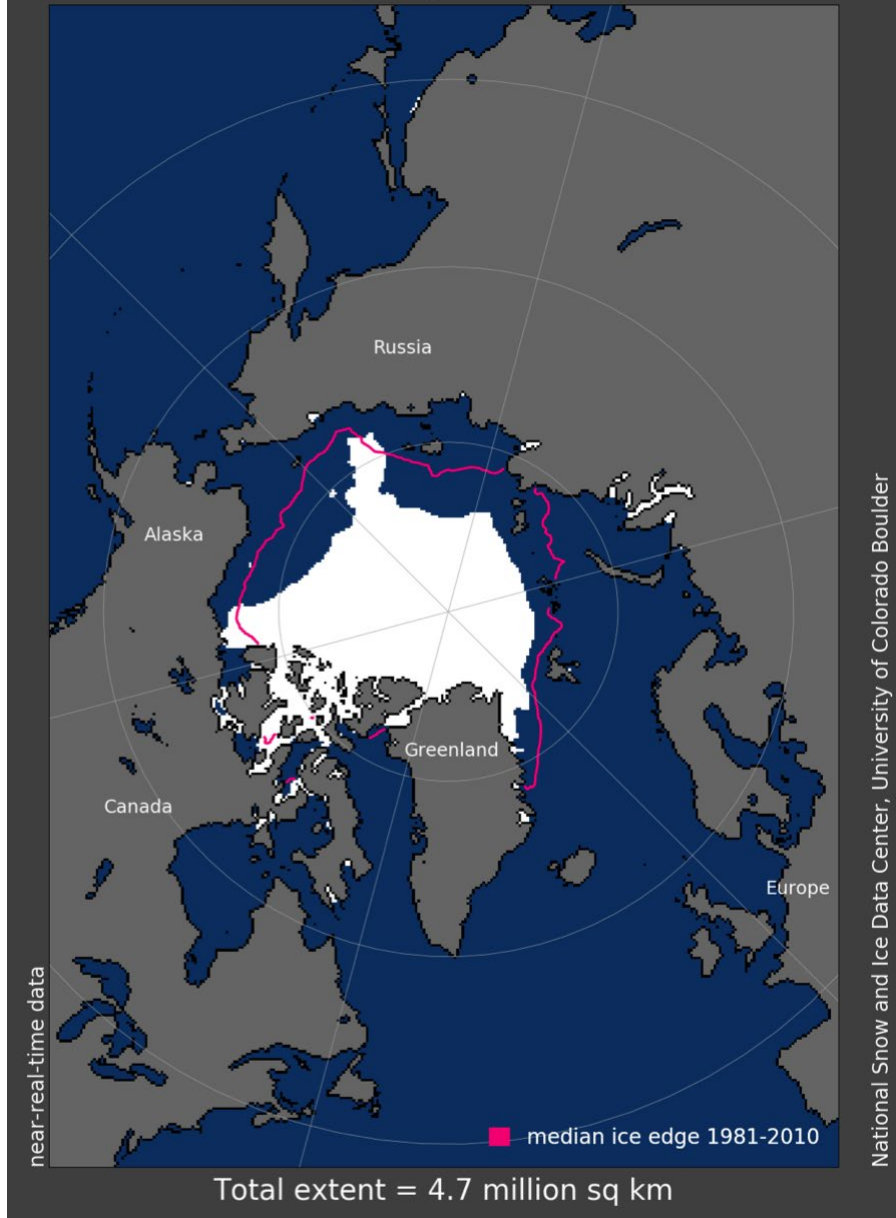 Russia
Alaska
Greenland
Canada
Europe
near-real-time data
National Snow and Ice Data Center, University of Colorado Boulder
median ice edge 1981-2010
Total extent = 4.7 million sq km